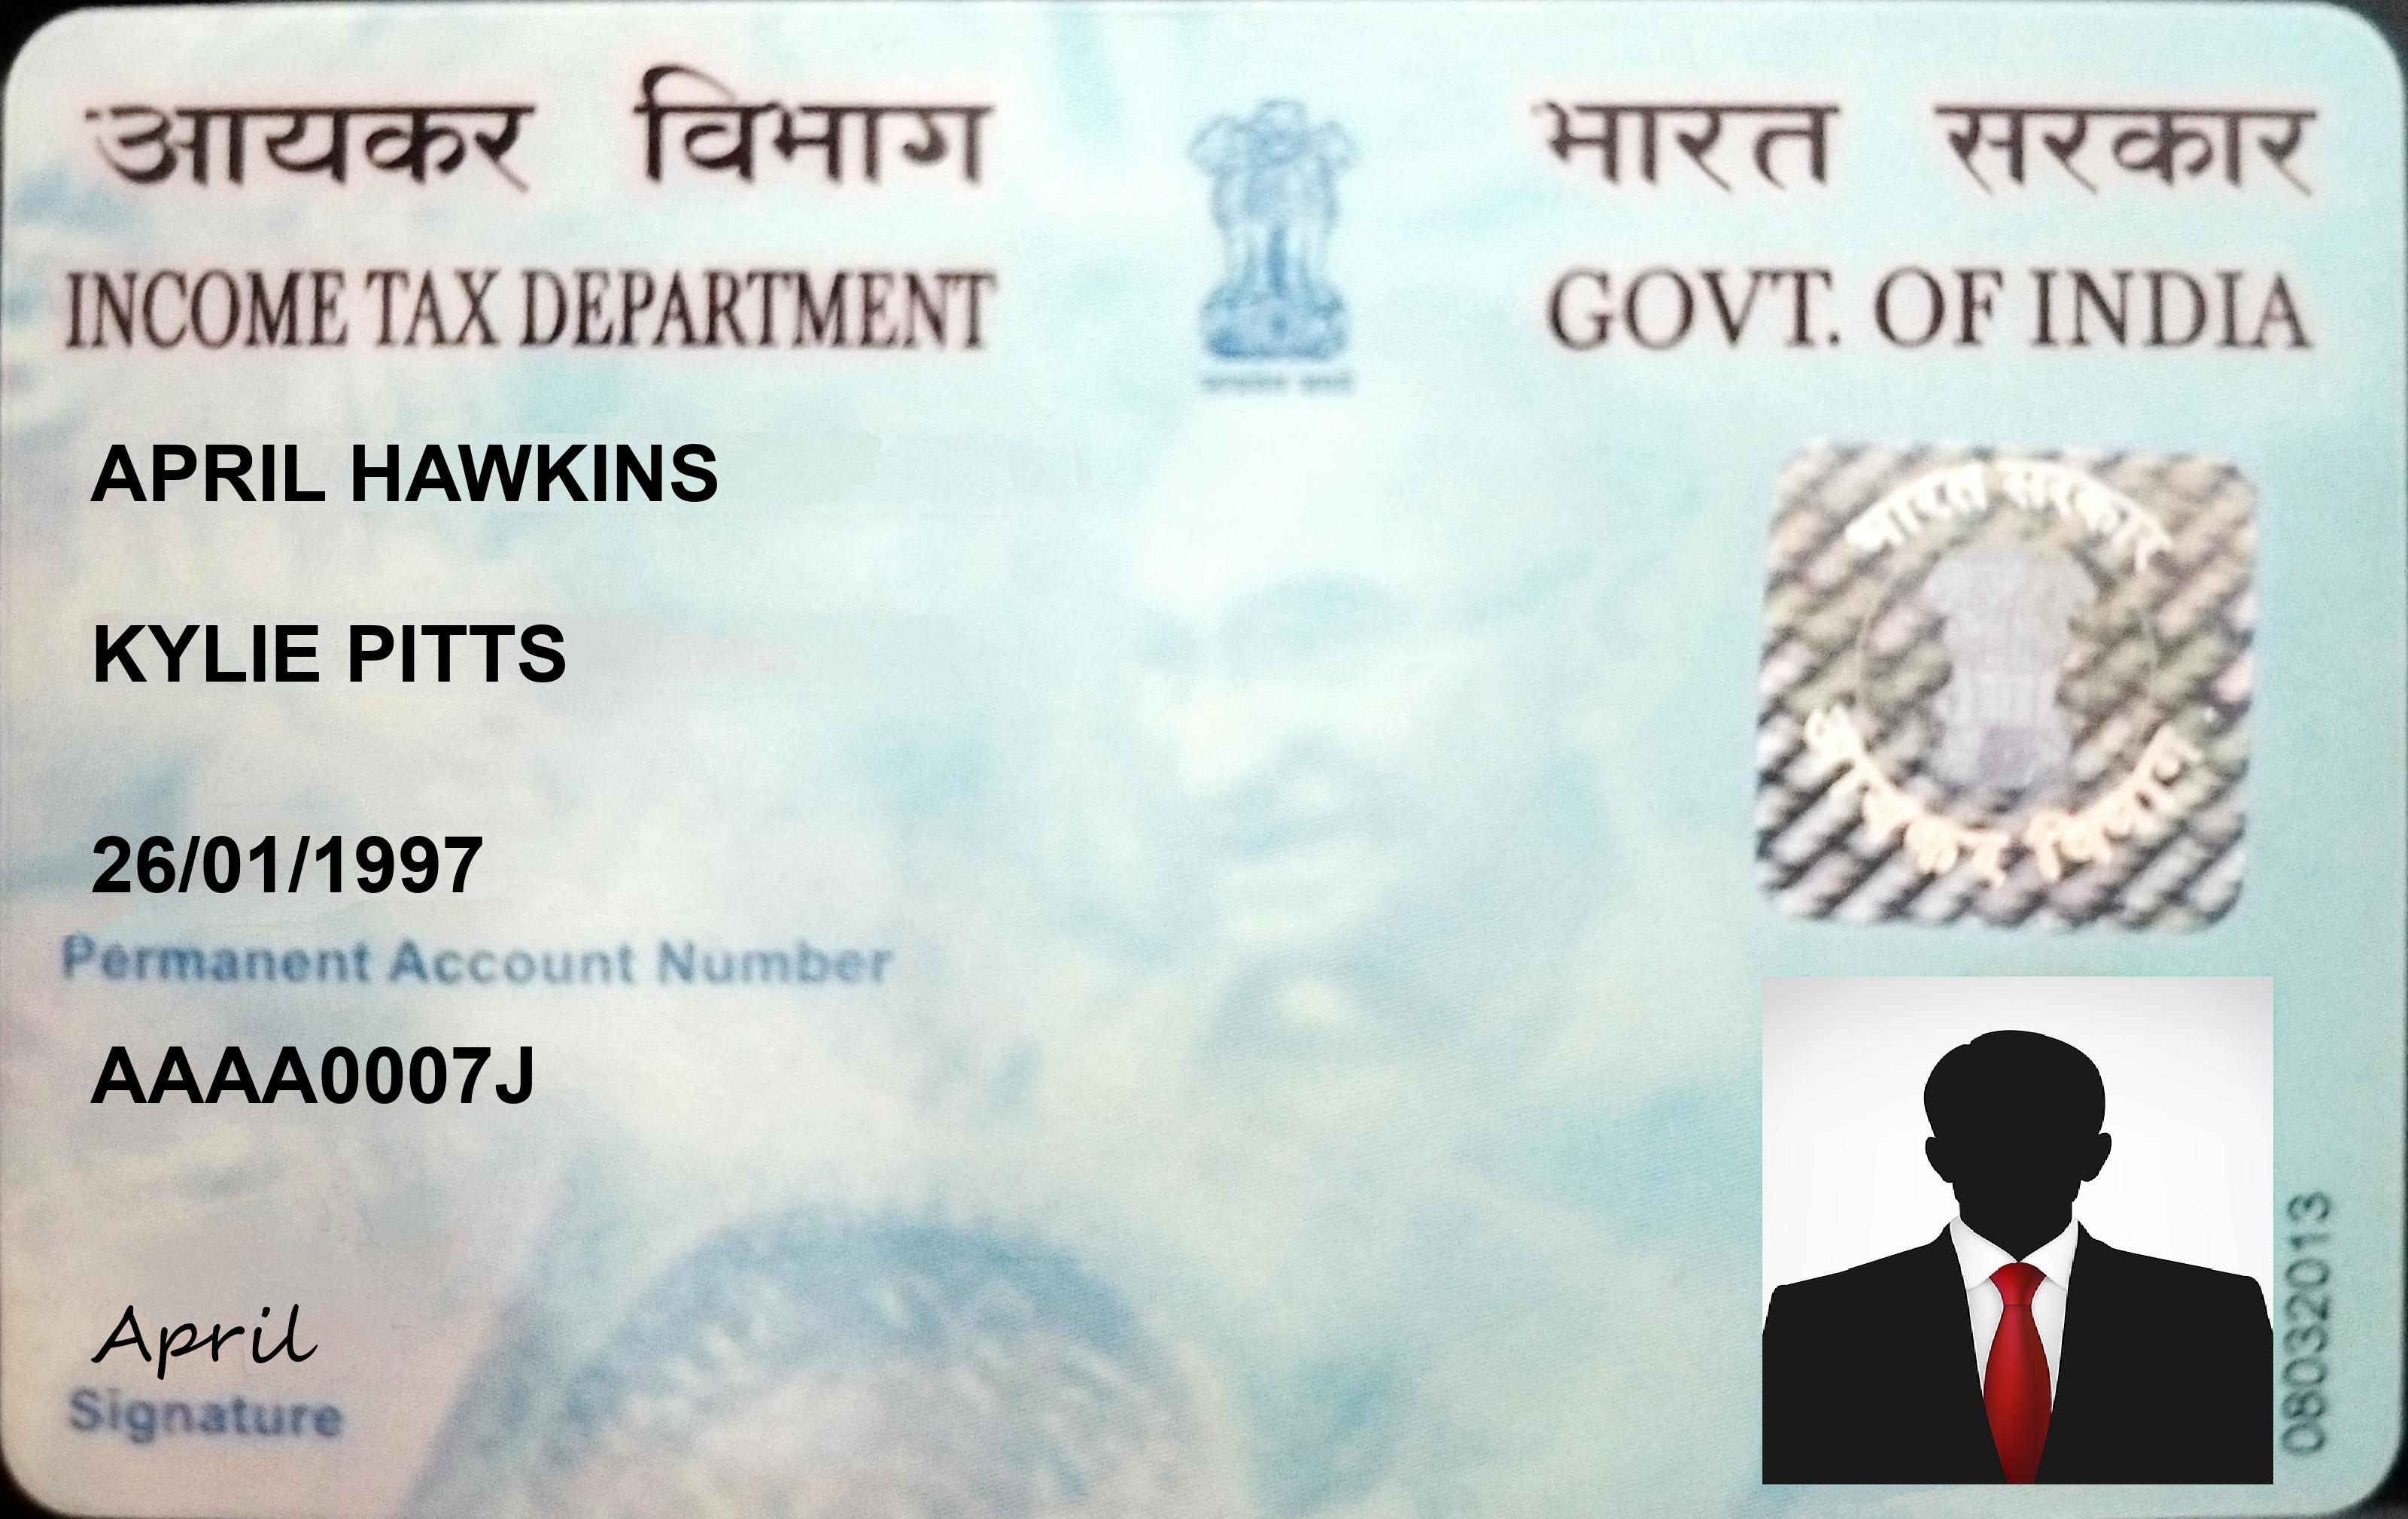 आयकर विभाग
भारत सरकार
INCOME TAX DEPARTMENT
GOVT. OF INDIA
APRIL HAWKINS
KYLIE PITTS
26/01/1997
Permanent Account Number
AAAA0007J
April
Signature
भारत सरकार
आयकर विभाग
08032013